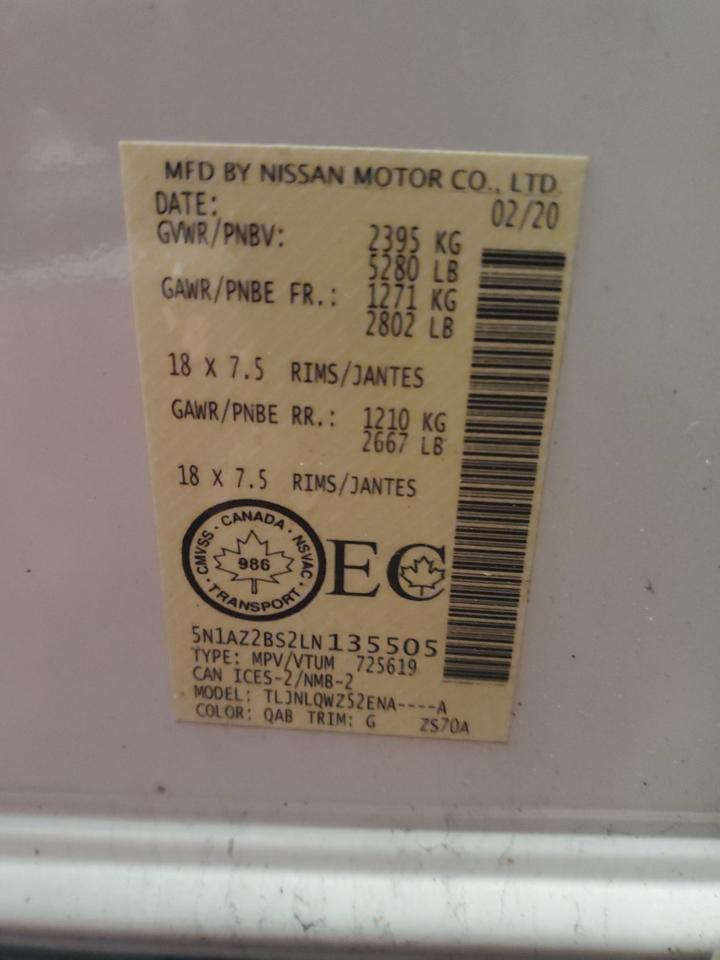 MFD BY NISSAN MOTOR CO., LTD.
DATE: 02/20
GVWR/PNBV: 2395 KG
5280 LB
GAWR/PNBE FR.: 1271 KG
2802 LB
18 X 7.5 RIMS/JANTES
GAWR/PNBE RR.: 1210 KG
2667 LB
18 X 7.5 RIMS/JANTES
CMVSS · CANADA · NSVAC · TRANSPORT ·
986
EC
5N1AZ2BS2LN135505
TYPE: MPV/VTUM 725619
CAN ICES-2/NMB-2
MODEL: TLJNLQWZ52ENA----A
COLOR: QAB TRIM: G ZS70A